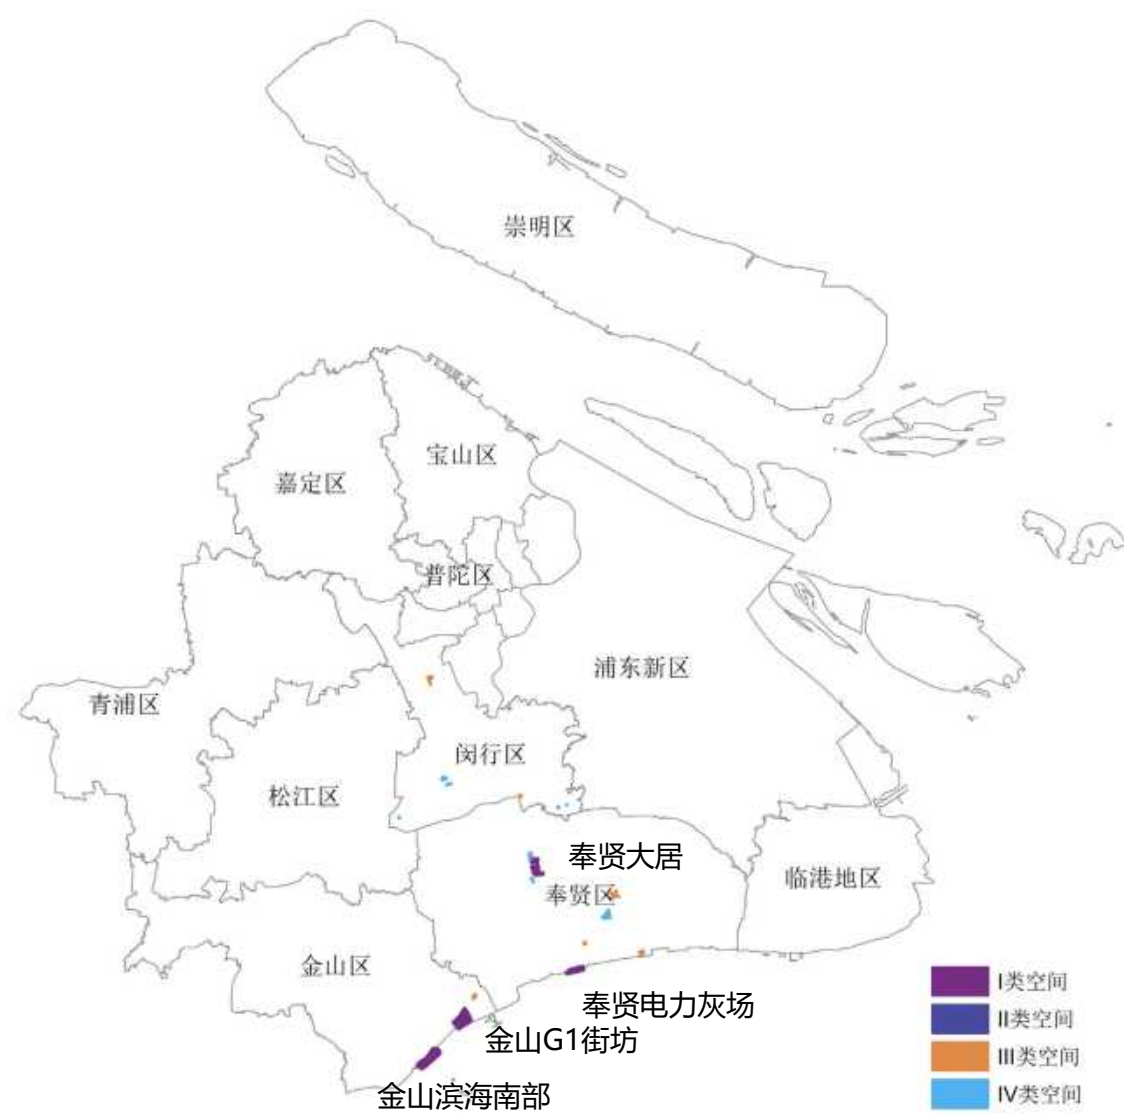 崇明区
宝山区
嘉定区
普陀区
浦东新区
青浦区
闵行区
松江区
奉贤大居
临港地区
奉贤区
金山区
I类空间
奉贤电力灰场
II类空间
金山G1街坊
III类空间
金山滨海南部
IV类空间